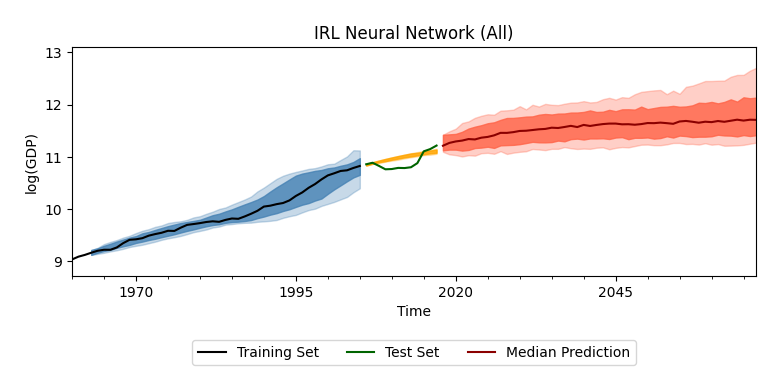 IRL Neural Network (All)
13
12
11
10
9
log(GDP)
1970
1995
2020
2045
Time
Training Set
Test Set
Median Prediction